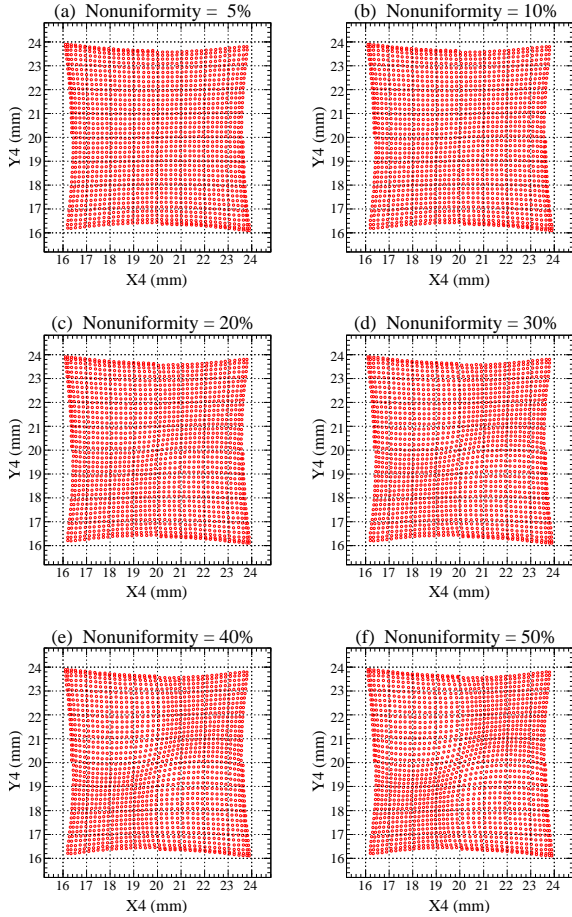 (a) Nonuniformity = 5%
24
23
22
21
20
19
18
17
16
Y4 (mm)
16 17 18 19 20 21 22 23 24
X4 (mm)
(b) Nonuniformity = 10%
24
23
22
21
20
19
18
17
16
Y4 (mm)
16 17 18 19 20 21 22 23 24
X4 (mm)
(c) Nonuniformity = 20%
24
23
22
21
20
19
18
17
16
Y4 (mm)
16 17 18 19 20 21 22 23 24
X4 (mm)
(d) Nonuniformity = 30%
24
23
22
21
20
19
18
17
16
Y4 (mm)
16 17 18 19 20 21 22 23 24
X4 (mm)
(e) Nonuniformity = 40%
24
23
22
21
20
19
18
17
16
Y4 (mm)
16 17 18 19 20 21 22 23 24
X4 (mm)
(f) Nonuniformity = 50%
24
23
22
21
20
19
18
17
16
Y4 (mm)
16 17 18 19 20 21 22 23 24
X4 (mm)